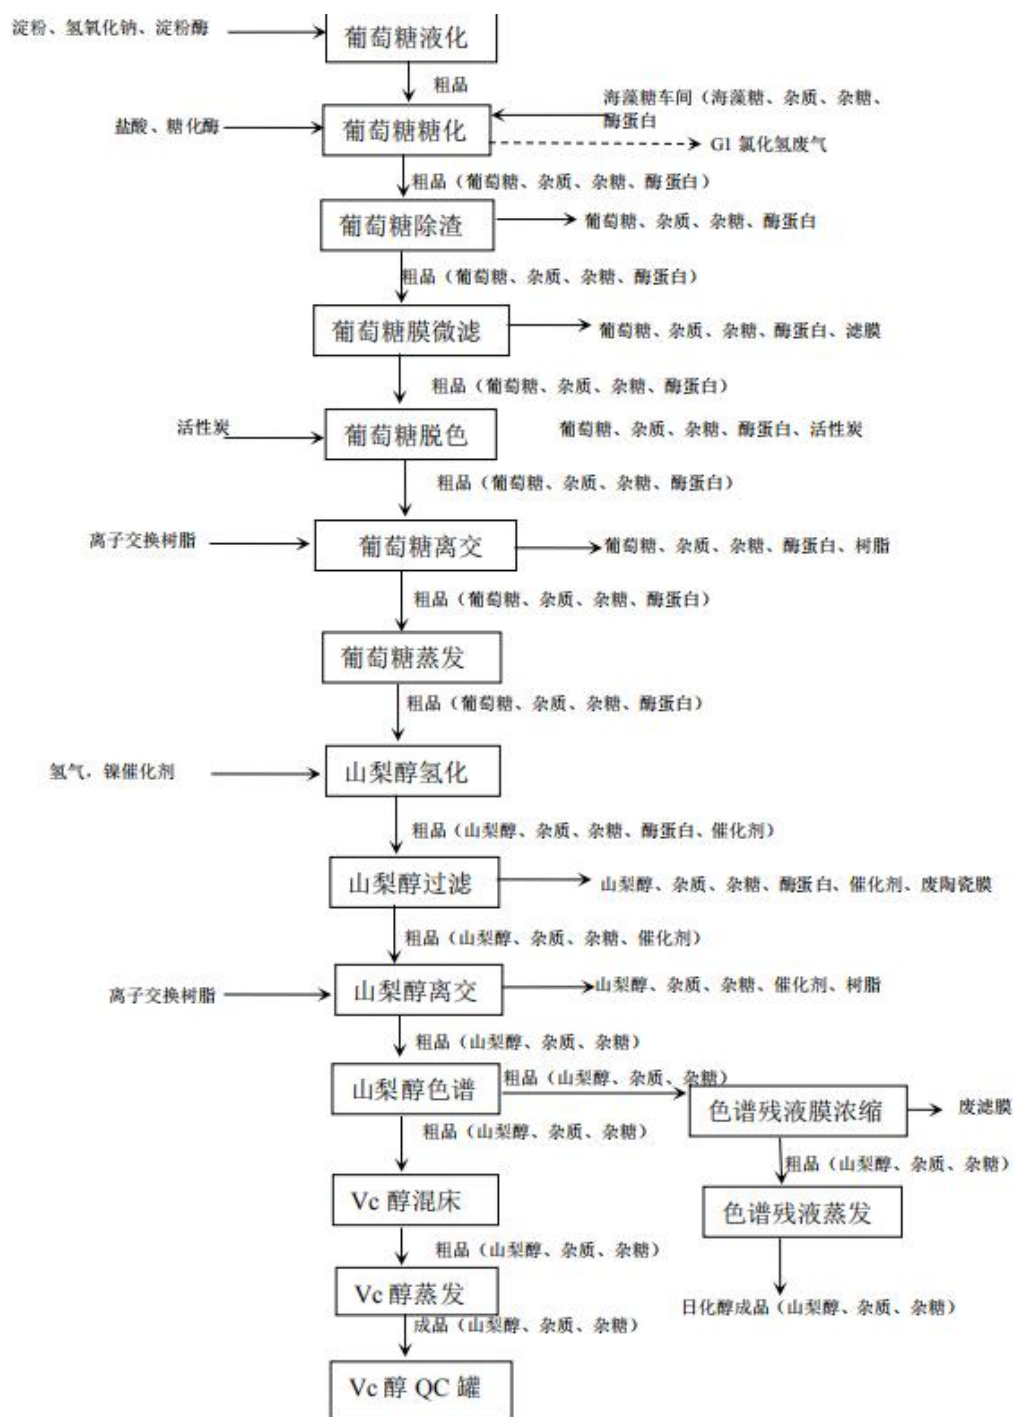 淀粉、氢氧化钠、淀粉酶
葡萄糖液化
粗品
海藻糖车间（海藻糖、杂质、杂糖、
酶蛋白
盐酸、糖化酶
葡萄糖糖化
G1 氯化氢废气
粗品（葡萄糖、杂质、杂糖、酶蛋白）
葡萄糖除渣
葡萄糖、杂质、杂糖、酶蛋白
粗品（葡萄糖、杂质、杂糖、酶蛋白）
葡萄糖膜微滤
葡萄糖、杂质、杂糖、酶蛋白、滤膜
粗品（葡萄糖、杂质、杂糖、酶蛋白）
活性炭
葡萄糖脱色
葡萄糖、杂质、杂糖、酶蛋白、活性炭
粗品（葡萄糖、杂质、杂糖、酶蛋白）
离子交换树脂
葡萄糖离交
葡萄糖、杂质、杂糖、酶蛋白、树脂
粗品（葡萄糖、杂质、杂糖、酶蛋白）
葡萄糖蒸发
粗品（葡萄糖、杂质、杂糖、酶蛋白）
氢气，镍催化剂
山梨醇氢化
粗品（山梨醇、杂质、杂糖、酶蛋白、催化剂）
山梨醇过滤
山梨醇、杂质、杂糖、酶蛋白、催化剂、废陶瓷膜
粗品（山梨醇、杂质、杂糖、催化剂）
离子交换树脂
山梨醇离交
山梨醇、杂质、杂糖、催化剂、树脂
粗品（山梨醇、杂质、杂糖）
山梨醇色谱
粗品（山梨醇、杂质、杂糖）
色谱残液膜浓缩
废滤膜
粗品（山梨醇、杂质、杂糖）
粗品（山梨醇、杂质、杂糖）
Vc 醇混床
色谱残液蒸发
粗品（山梨醇、杂质、杂糖）
Vc 醇蒸发
日化醇成品（山梨醇、杂质、杂糖）
成品（山梨醇、杂质、杂糖）
Vc 醇 QC 罐